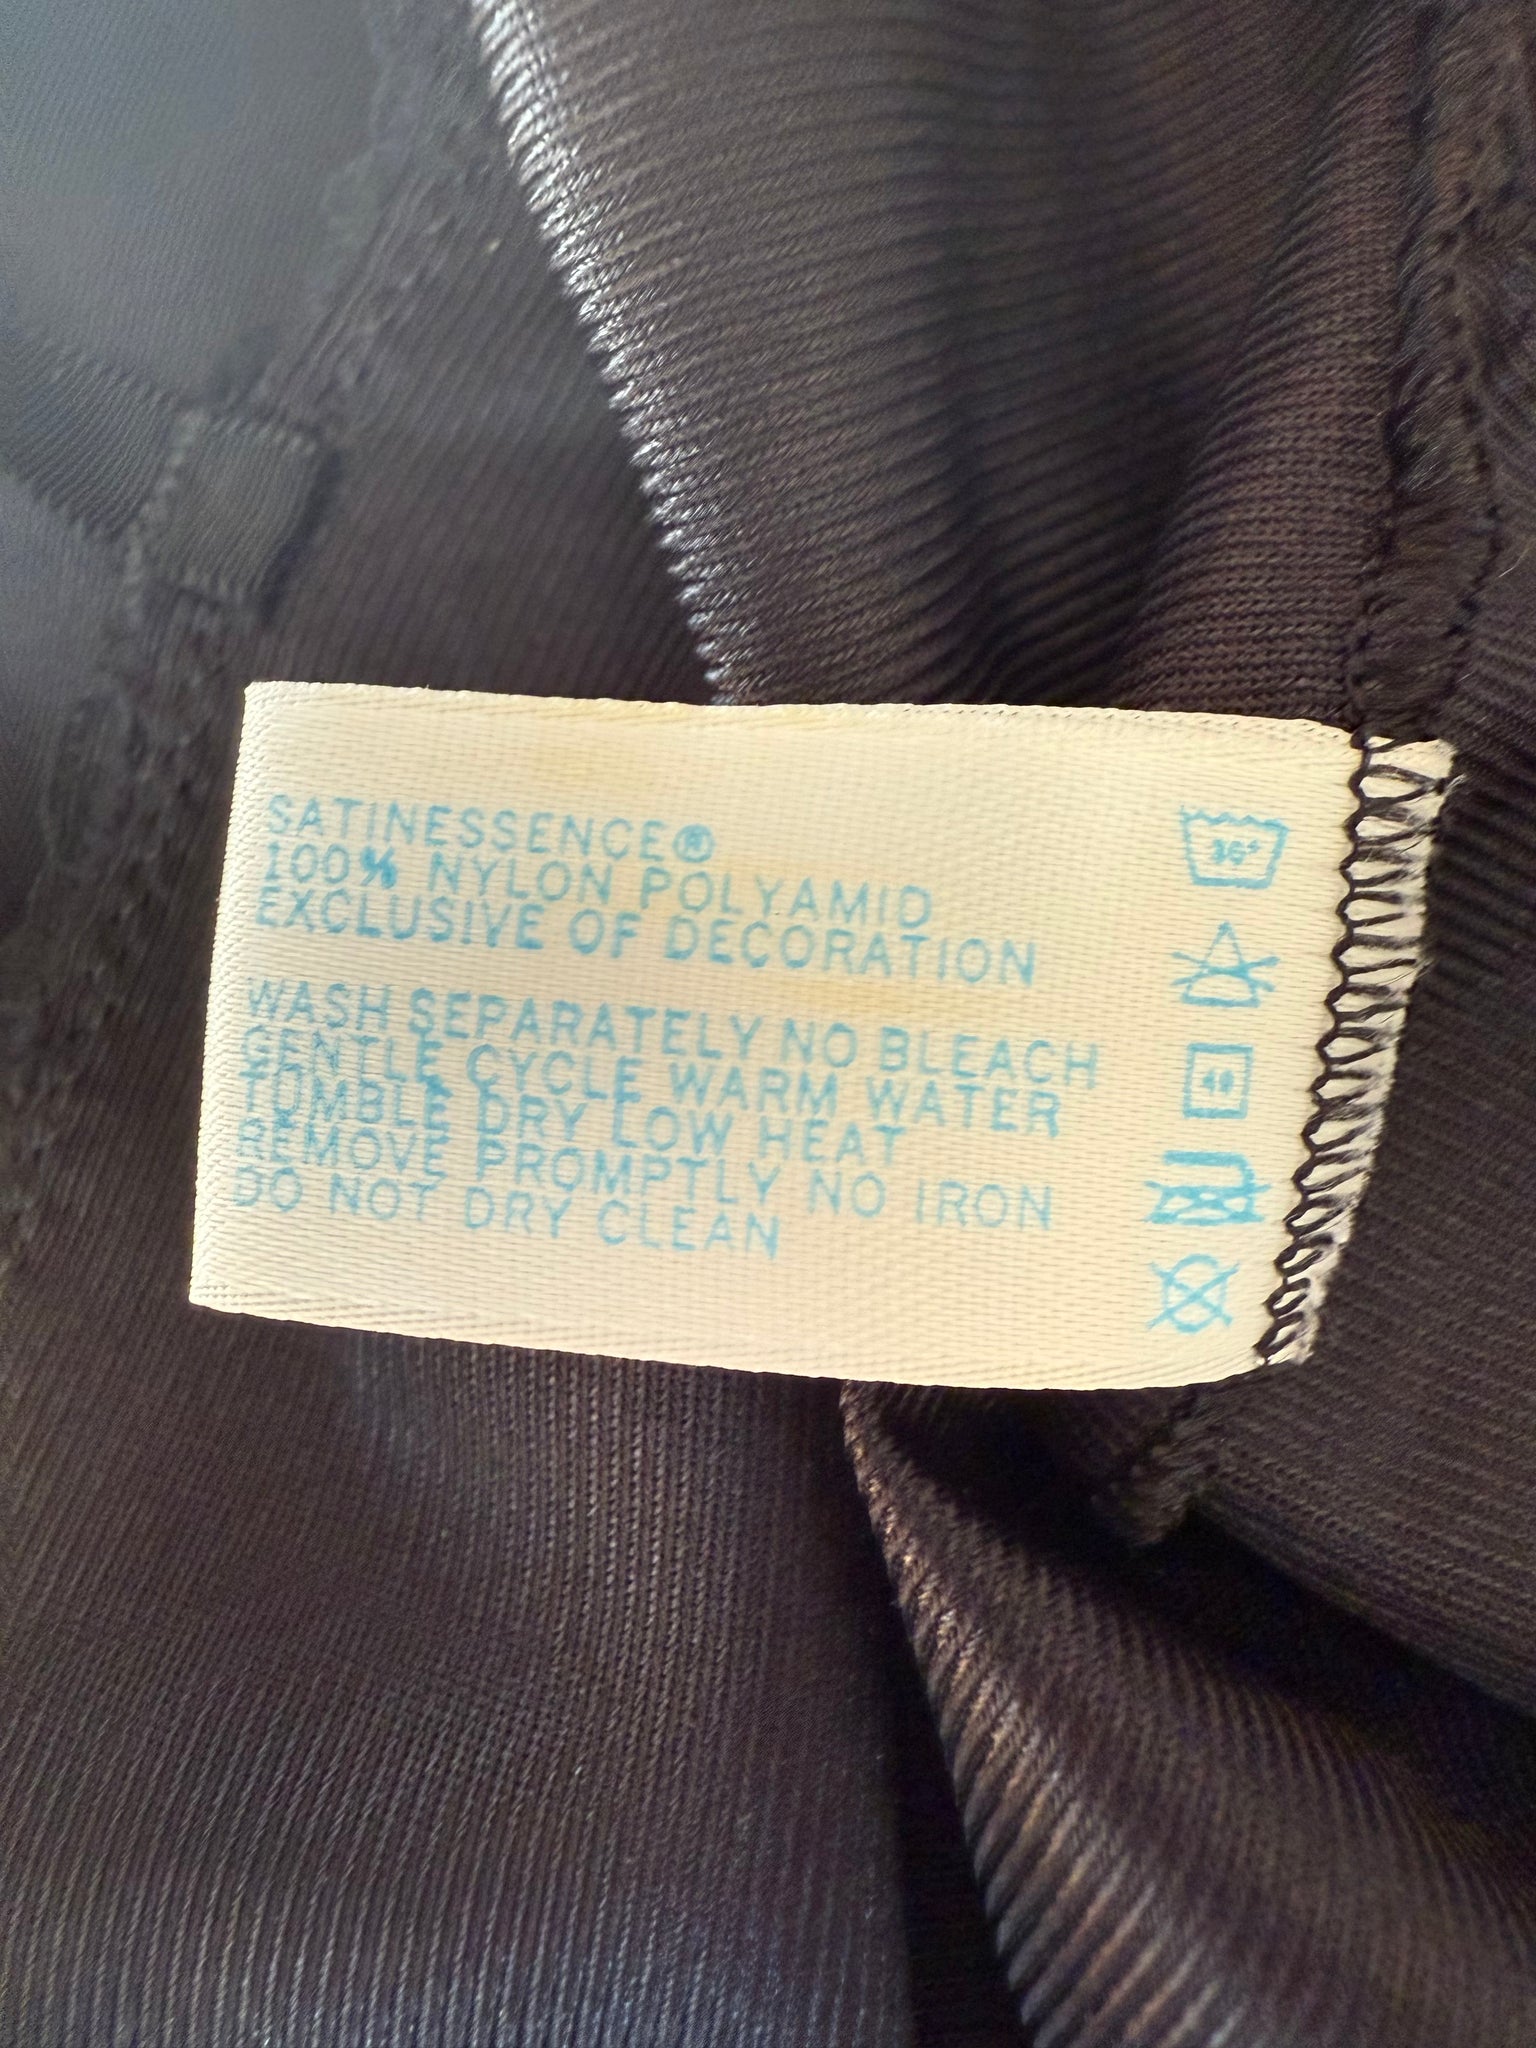 SATINESSENCE®
100% NYLON POLYAMID
EXCLUSIVE OF DECORATION
WASH SEPARATELY NO BLEACH
GENTLE CYCLE WARM WATER
TUMBLE DRY LOW HEAT
REMOVE PROMPTLY NO IRON
DO NOT DRY CLEAN
40